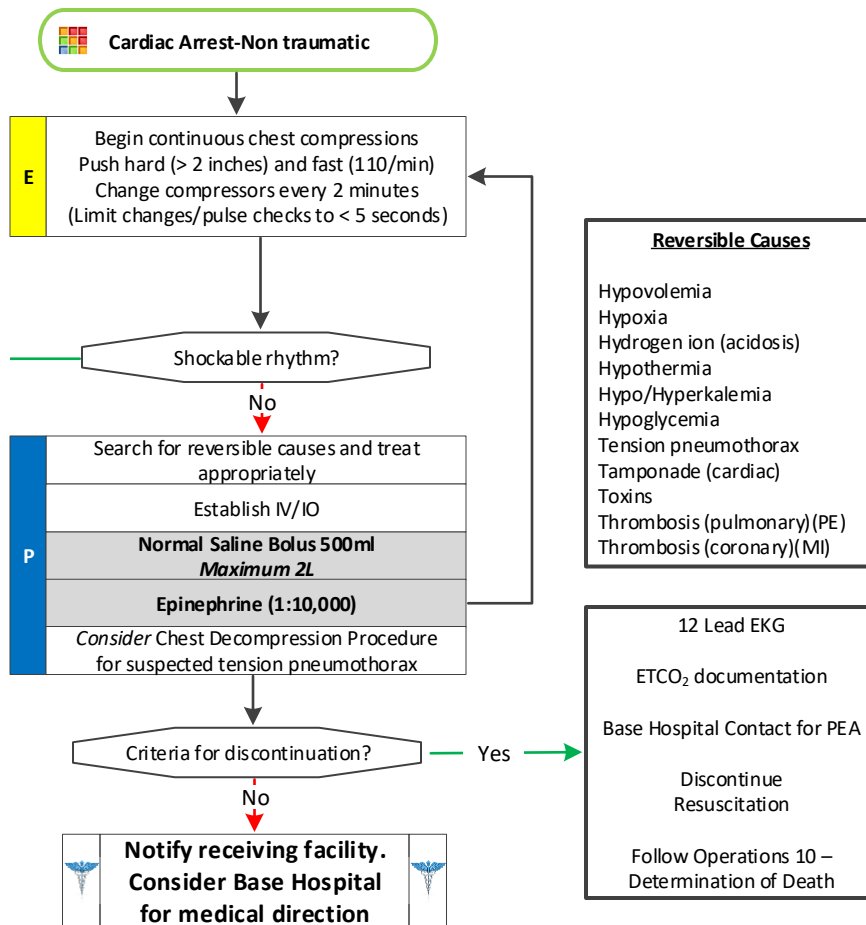 Cardiac Arrest-Non traumatic
E
Begin continuous chest compressions
Push hard (> 2 inches) and fast (110/min)
Change compressors every 2 minutes
(Limit changes/pulse checks to < 5 seconds)
Shockable rhythm?
No
P
Search for reversible causes and treat
appropriately
Establish IV/IO
Normal Saline Bolus 500ml
Maximum 2L
Epinephrine (1:10,000)
Consider Chest Decompression Procedure
for suspected tension pneumothorax
Criteria for discontinuation?
Yes
No
Notify receiving facility.
Consider Base Hospital
for medical direction
Reversible Causes
Hypovolemia
Hypoxia
Hydrogen ion (acidosis)
Hypothermia
Hypo/Hyperkalemia
Hypoglycemia
Tension pneumothorax
Tamponade (cardiac)
Toxins
Thrombosis (pulmonary)(PE)
Thrombosis (coronary)(MI)
12 Lead EKG
ETCO₂ documentation
Base Hospital Contact for PEA
Discontinue
Resuscitation
Follow Operations 10 –
Determination of Death